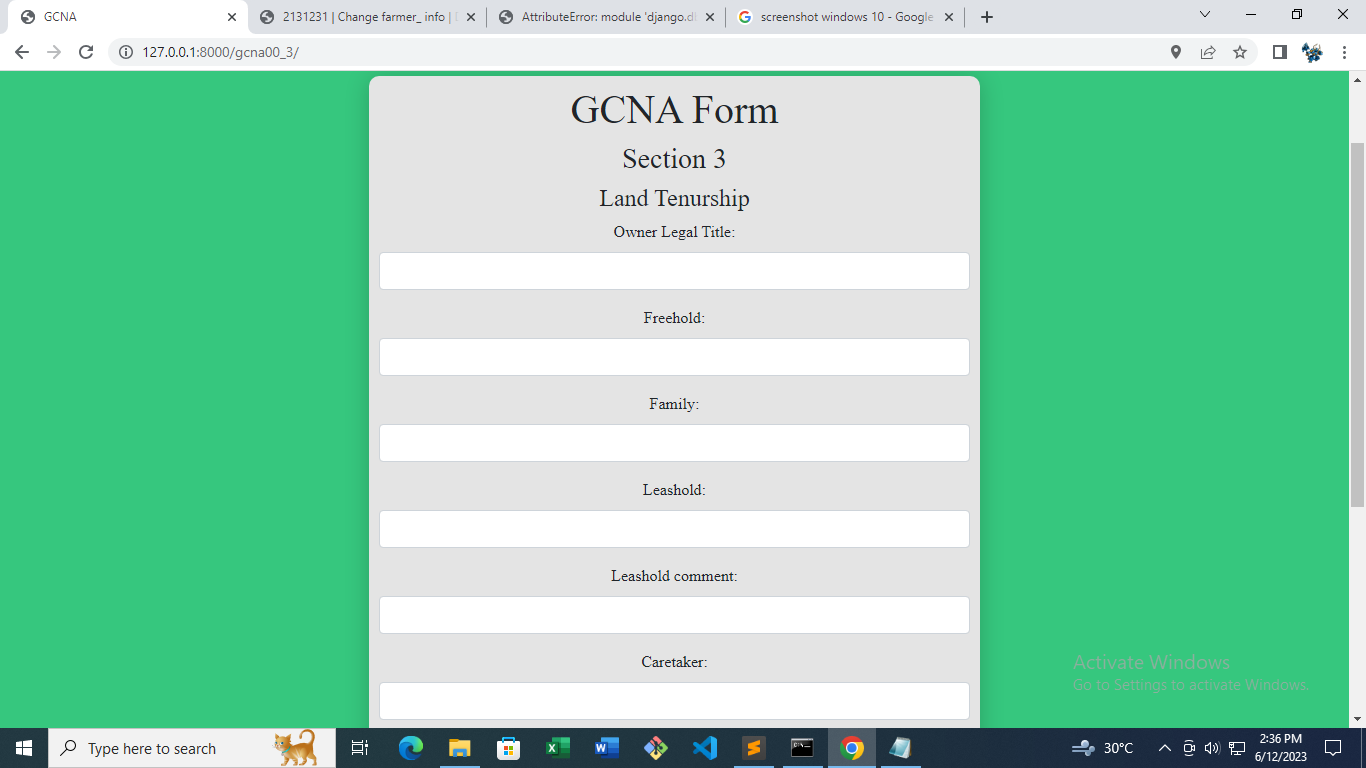 GCNA
2131231 | Change farmer_ info |
AttributeError: module 'django.d
screenshot windows 10 - Google
127.0.0.1:8000/gcna00_3/
GCNA Form
Section 3
Land Tenurship
Owner Legal Title:
Freehold:
Family:
Leashold:
Leashold comment:
Caretaker:
Activate Windows
Go to Settings to activate Windows.
Type here to search
30°C
2:36 PM
6/12/2023